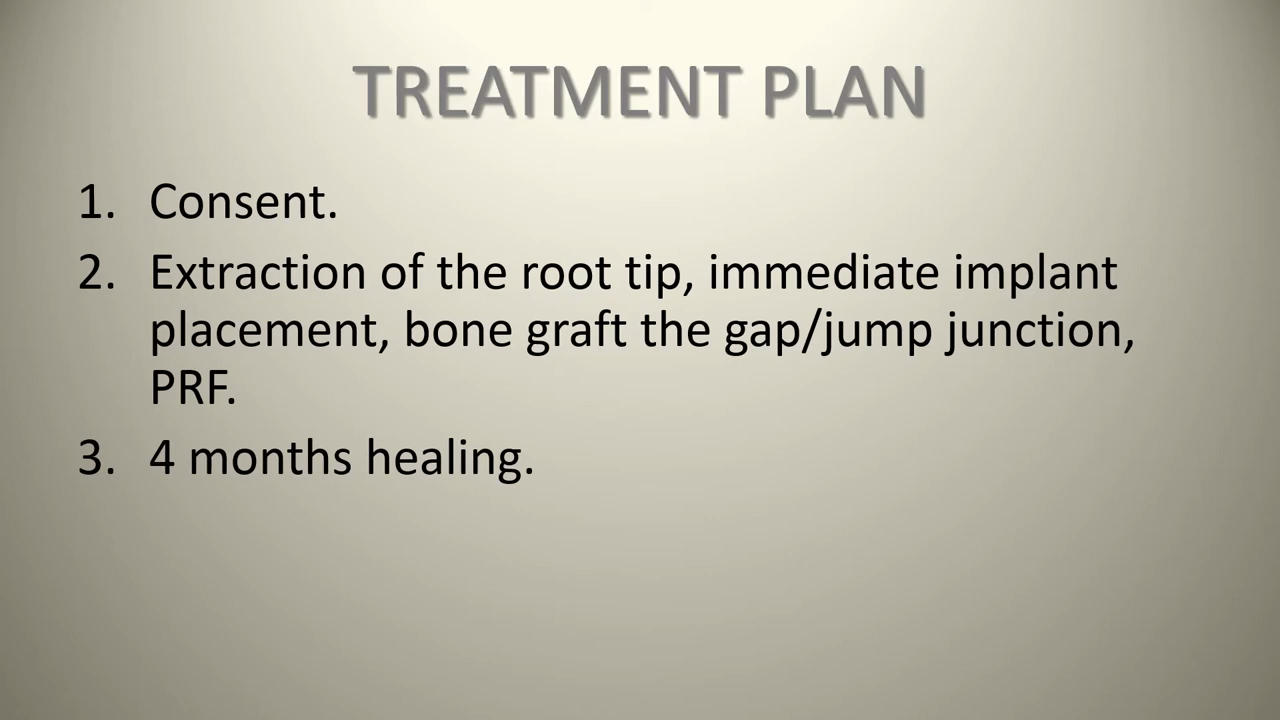 TREATMENT PLAN
1. Consent.
2. Extraction of the root tip, immediate implant
placement, bone graft the gap/jump junction,
PRF.
3. 4 months healing.